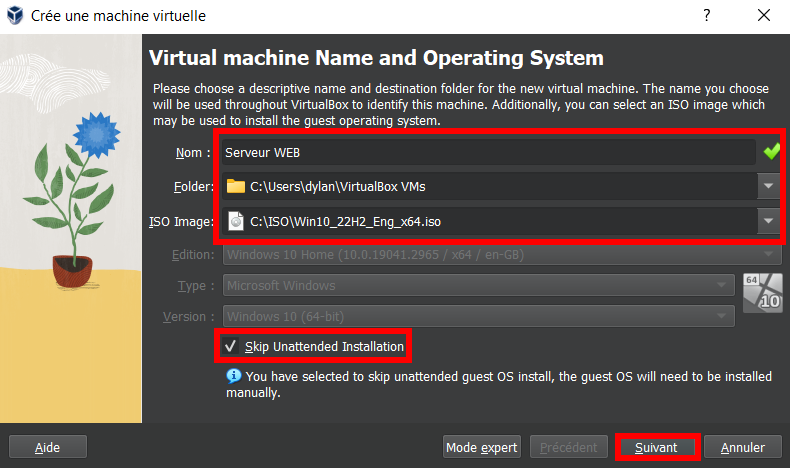 Crée une machine virtuelle
Virtual machine Name and Operating System
Please choose a descriptive name and destination folder for the new virtual machine. The name you choose
will be used throughout VirtualBox to identify this machine. Additionally, you can select an ISO image which
may be used to install the guest operating system.
Nom : Serveur WEB
Folder: C:\Users\dylan\VirtualBox VMs
ISO Image: C:\ISO\Win10_22H2_Eng_x64.iso
Edition: Windows 10 Home (10.0.19041.2965 / x64 / en-GB)
Type : Microsoft Windows
64
10
Version : Windows 10 (64-bit)
Skip Unattended Installation
You have selected to skip unattended guest OS install, the guest OS will need to be installed
manually.
Aide Mode expert Précédent Suivant Annuler